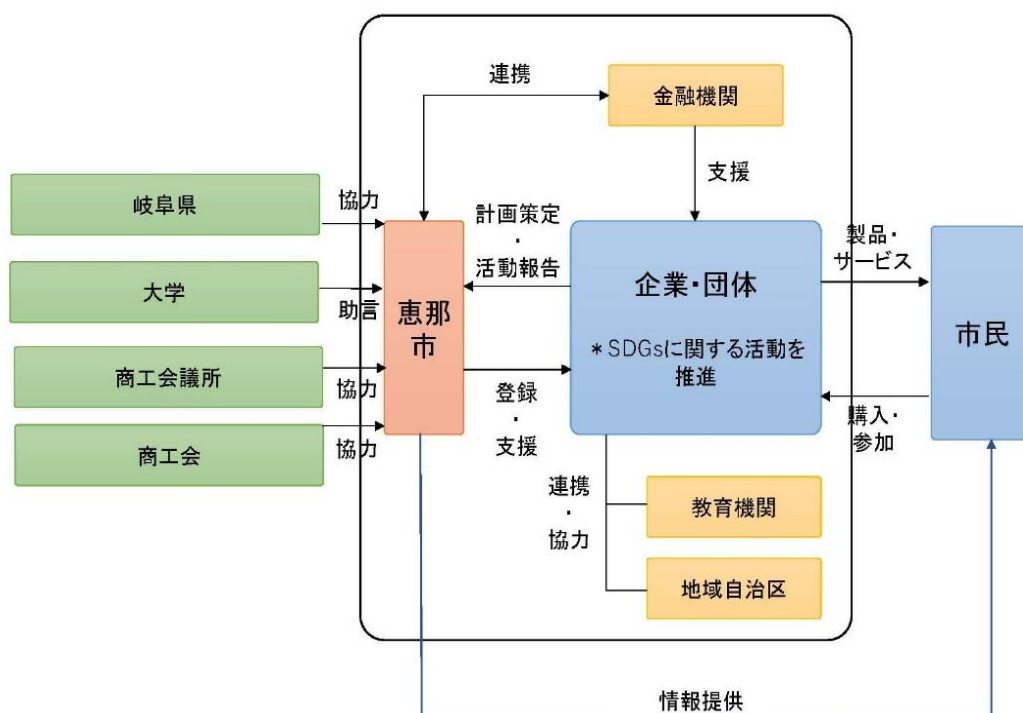 連携
金融機関
支援
岐阜県
協力
大学
助言
商工会議所
協力
商工会
協力
恵那
市
計画策定
・
活動報告
登録
・
支援
企業・団体
＊SDGsに関する活動を
推進
製品・
サービス
市民
購入・
参加
連携
・
協力
教育機関
地域自治区
情報提供